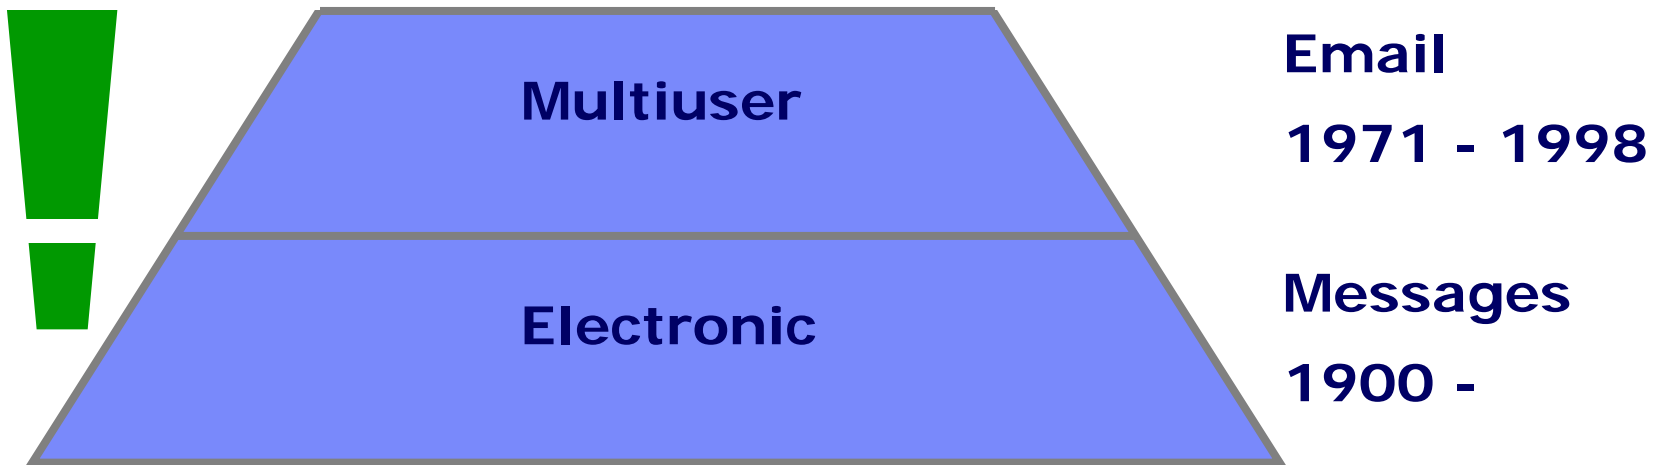 Multiuser
Email
1971 - 1998
Electronic
Messages
1900 -